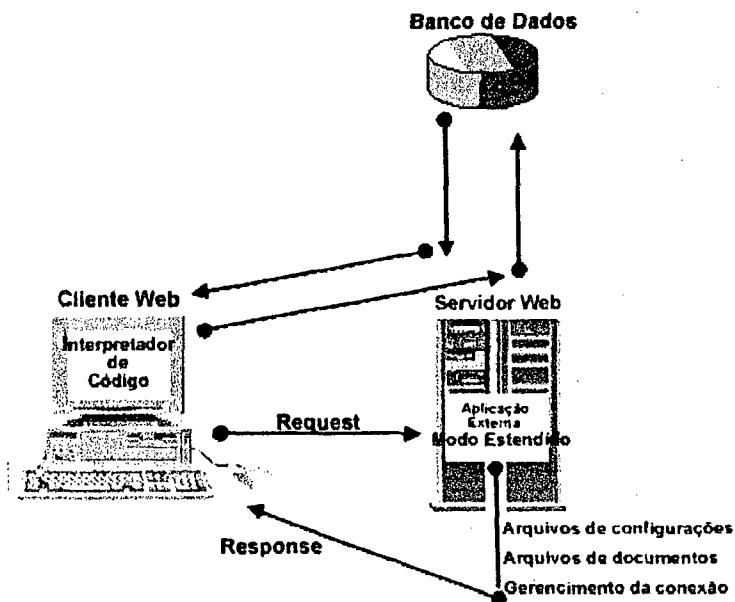 Banco de Dados
Cliente Web
Servidor Web
Interpretador
de
Código
Aplicação
Externa
Modo Estendido
Request
Response
Arquivos de configurações
Arquivos de documentos
Gerencimento da conexão